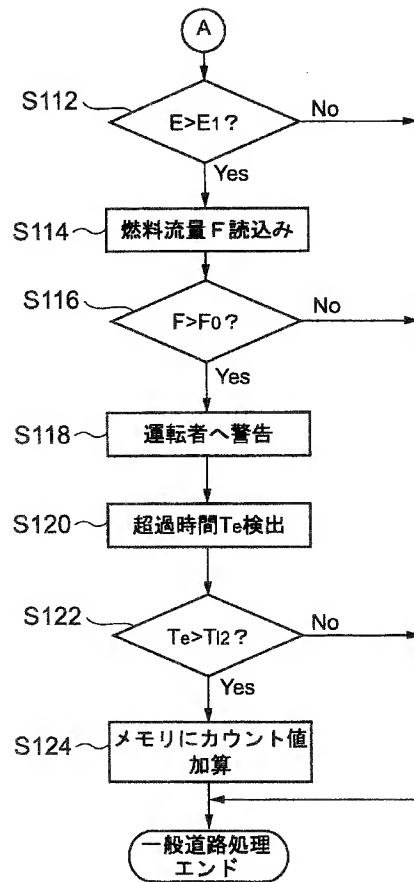 A
S112
E>E1?
No
Yes
S114
燃料流量F読込み
S116
F>F0?
No
Yes
S118
運転者へ警告
S120
超過時間Te検出
S122
Te>Tl2?
No
Yes
S124
メモリにカウント値
加算
一般道路処理
エンド